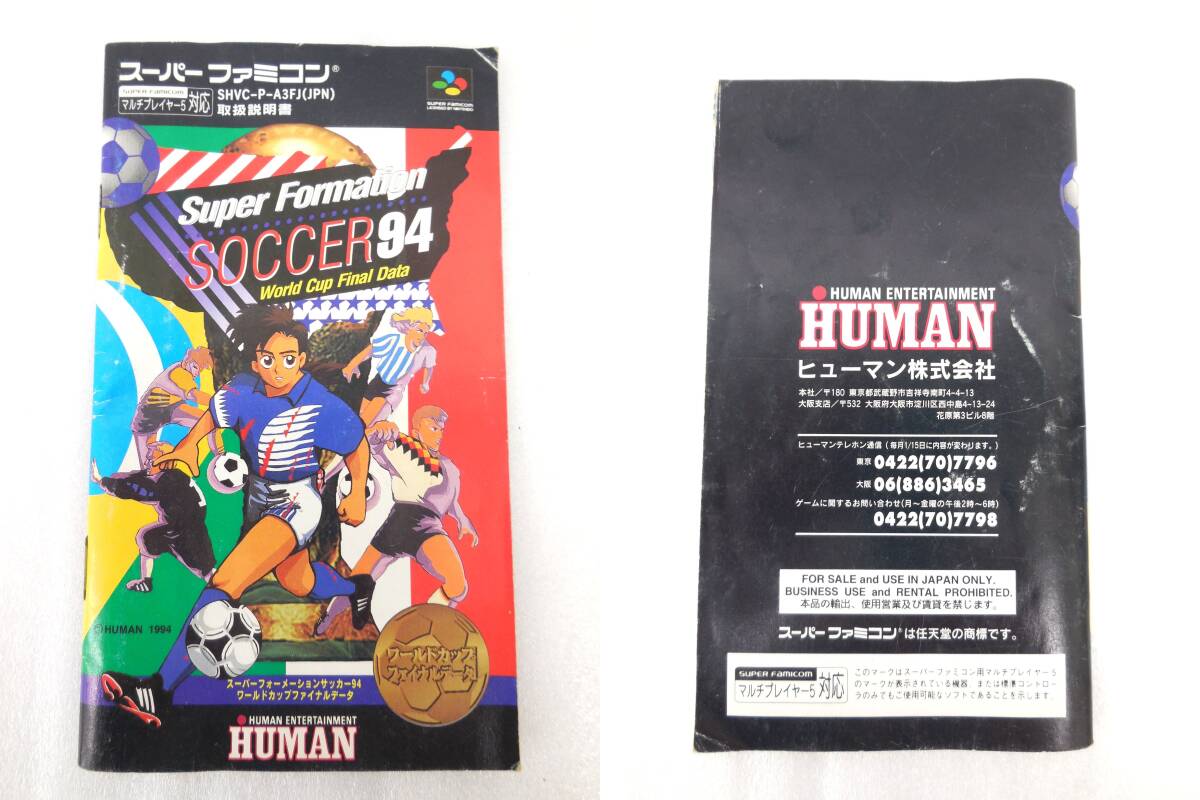 スーパーファミコン®
SUPER FAMICOM
マルチプレイヤー5 対応
SHVC-P-A3FJ(JPN)
取扱説明書
SUPER FAMICOM
LICENSED BY NINTENDO
Super Formation
SOCCER 94
World Cup Final Data
©HUMAN 1994
ワールドカップ
ファイナルデータ
スーパーフォーメーションサッカー94
ワールドカップファイナルデータ
HUMAN ENTERTAINMENT
HUMAN
HUMAN ENTERTAINMENT
HUMAN
ヒューマン株式会社
本社/〒180 東京都武蔵野市吉祥寺南町4-4-13
大阪支店/〒532 大阪府大阪市淀川区西中島4-13-24
花原第3ビル8階
ヒューマンテレホン通信(毎月1/15日に内容が変わります。)
東京 0422(70)7796
大阪 06(886)3465
ゲームに関するお問い合わせ(月～金曜の午後2時～6時)
0422(70)7798
FOR SALE and USE IN JAPAN ONLY.
BUSINESS USE and RENTAL PROHIBITED.
本品の輸出、使用営業及び賃貸を禁じます。
スーパーファミコン®は任天堂の商標です。
SUPER FAMICOM
マルチプレイヤー5 対応
このマークはスーパーファミコン用マルチプレイヤー5
のマークが表示されている機器、または標準コントロー
ラのみでもご使用可能なソフトであることを示します。